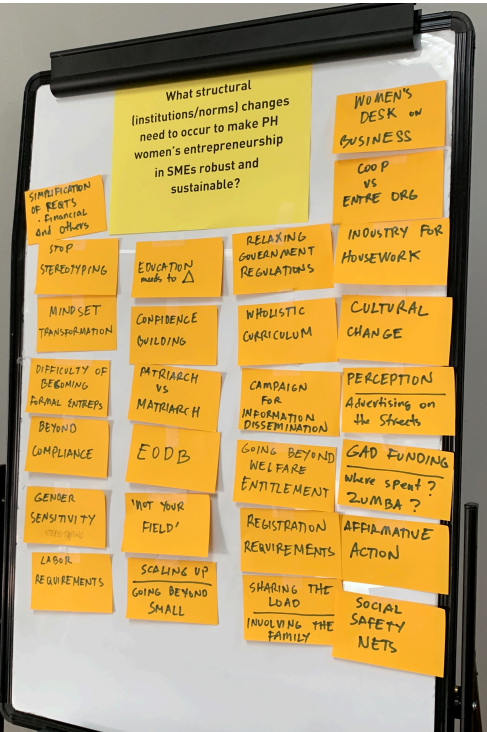 What structural
(institutions/norms) changes
need to occur to make PH
women's entrepreneurship
in SMEs robust and
sustainable?
SIMPLIFICATION
OF REQTS
• Financial
And others
STOP
STEREOTYPING
MINDSET
TRANSFORMATION
DIFFICULTY OF
BECOMING
FORMAL ENTREPS
BEYOND
COMPLIANCE
GENDER
SENSITIVITY
LABOR
REQUIREMENTS
EDUCATION
needs to Δ
CONFIDENCE
BUILDING
PATRIARCH
VS
MATRIARCH
EODB
'NOT YOUR
FIELD'
SCALING UP
GOING BEYOND
SMALL
RELAXING
GOVERNMENT
REGULATIONS
WHOLISTIC
CURRICULUM
CAMPAIGN
FOR
INFORMATION
DISSEMINATION
GOING BEYOND
WELFARE
ENTITLEMENT
REGISTRATION
REQUIREMENTS
SHARING THE
LOAD
INVOLVING THE
FAMILY
WOMEN'S
DESK ON
BUSINESS
COOP
VS
ENTRE ORG
INDUSTRY FOR
HOUSEWORK
CULTURAL
CHANGE
PERCEPTION
Advertising on
the Streets
GAD FUNDING
Where spent?
ZUMBA?
AFFIRMATIVE
ACTION
SOCIAL
SAFETY
NETS